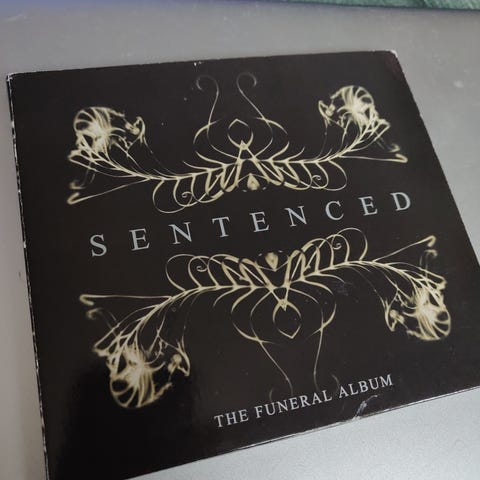 SENTENCED
THE FUNERAL ALBUM